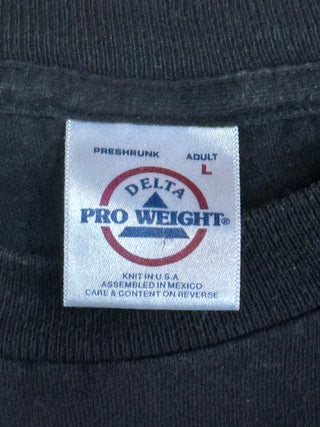 PRESHRUNK ADULT
L
DELTA
PRO WEIGHT®
KNIT IN U.S.A
ASSEMBLED IN MEXICO
CARE & CONTENT ON REVERSE